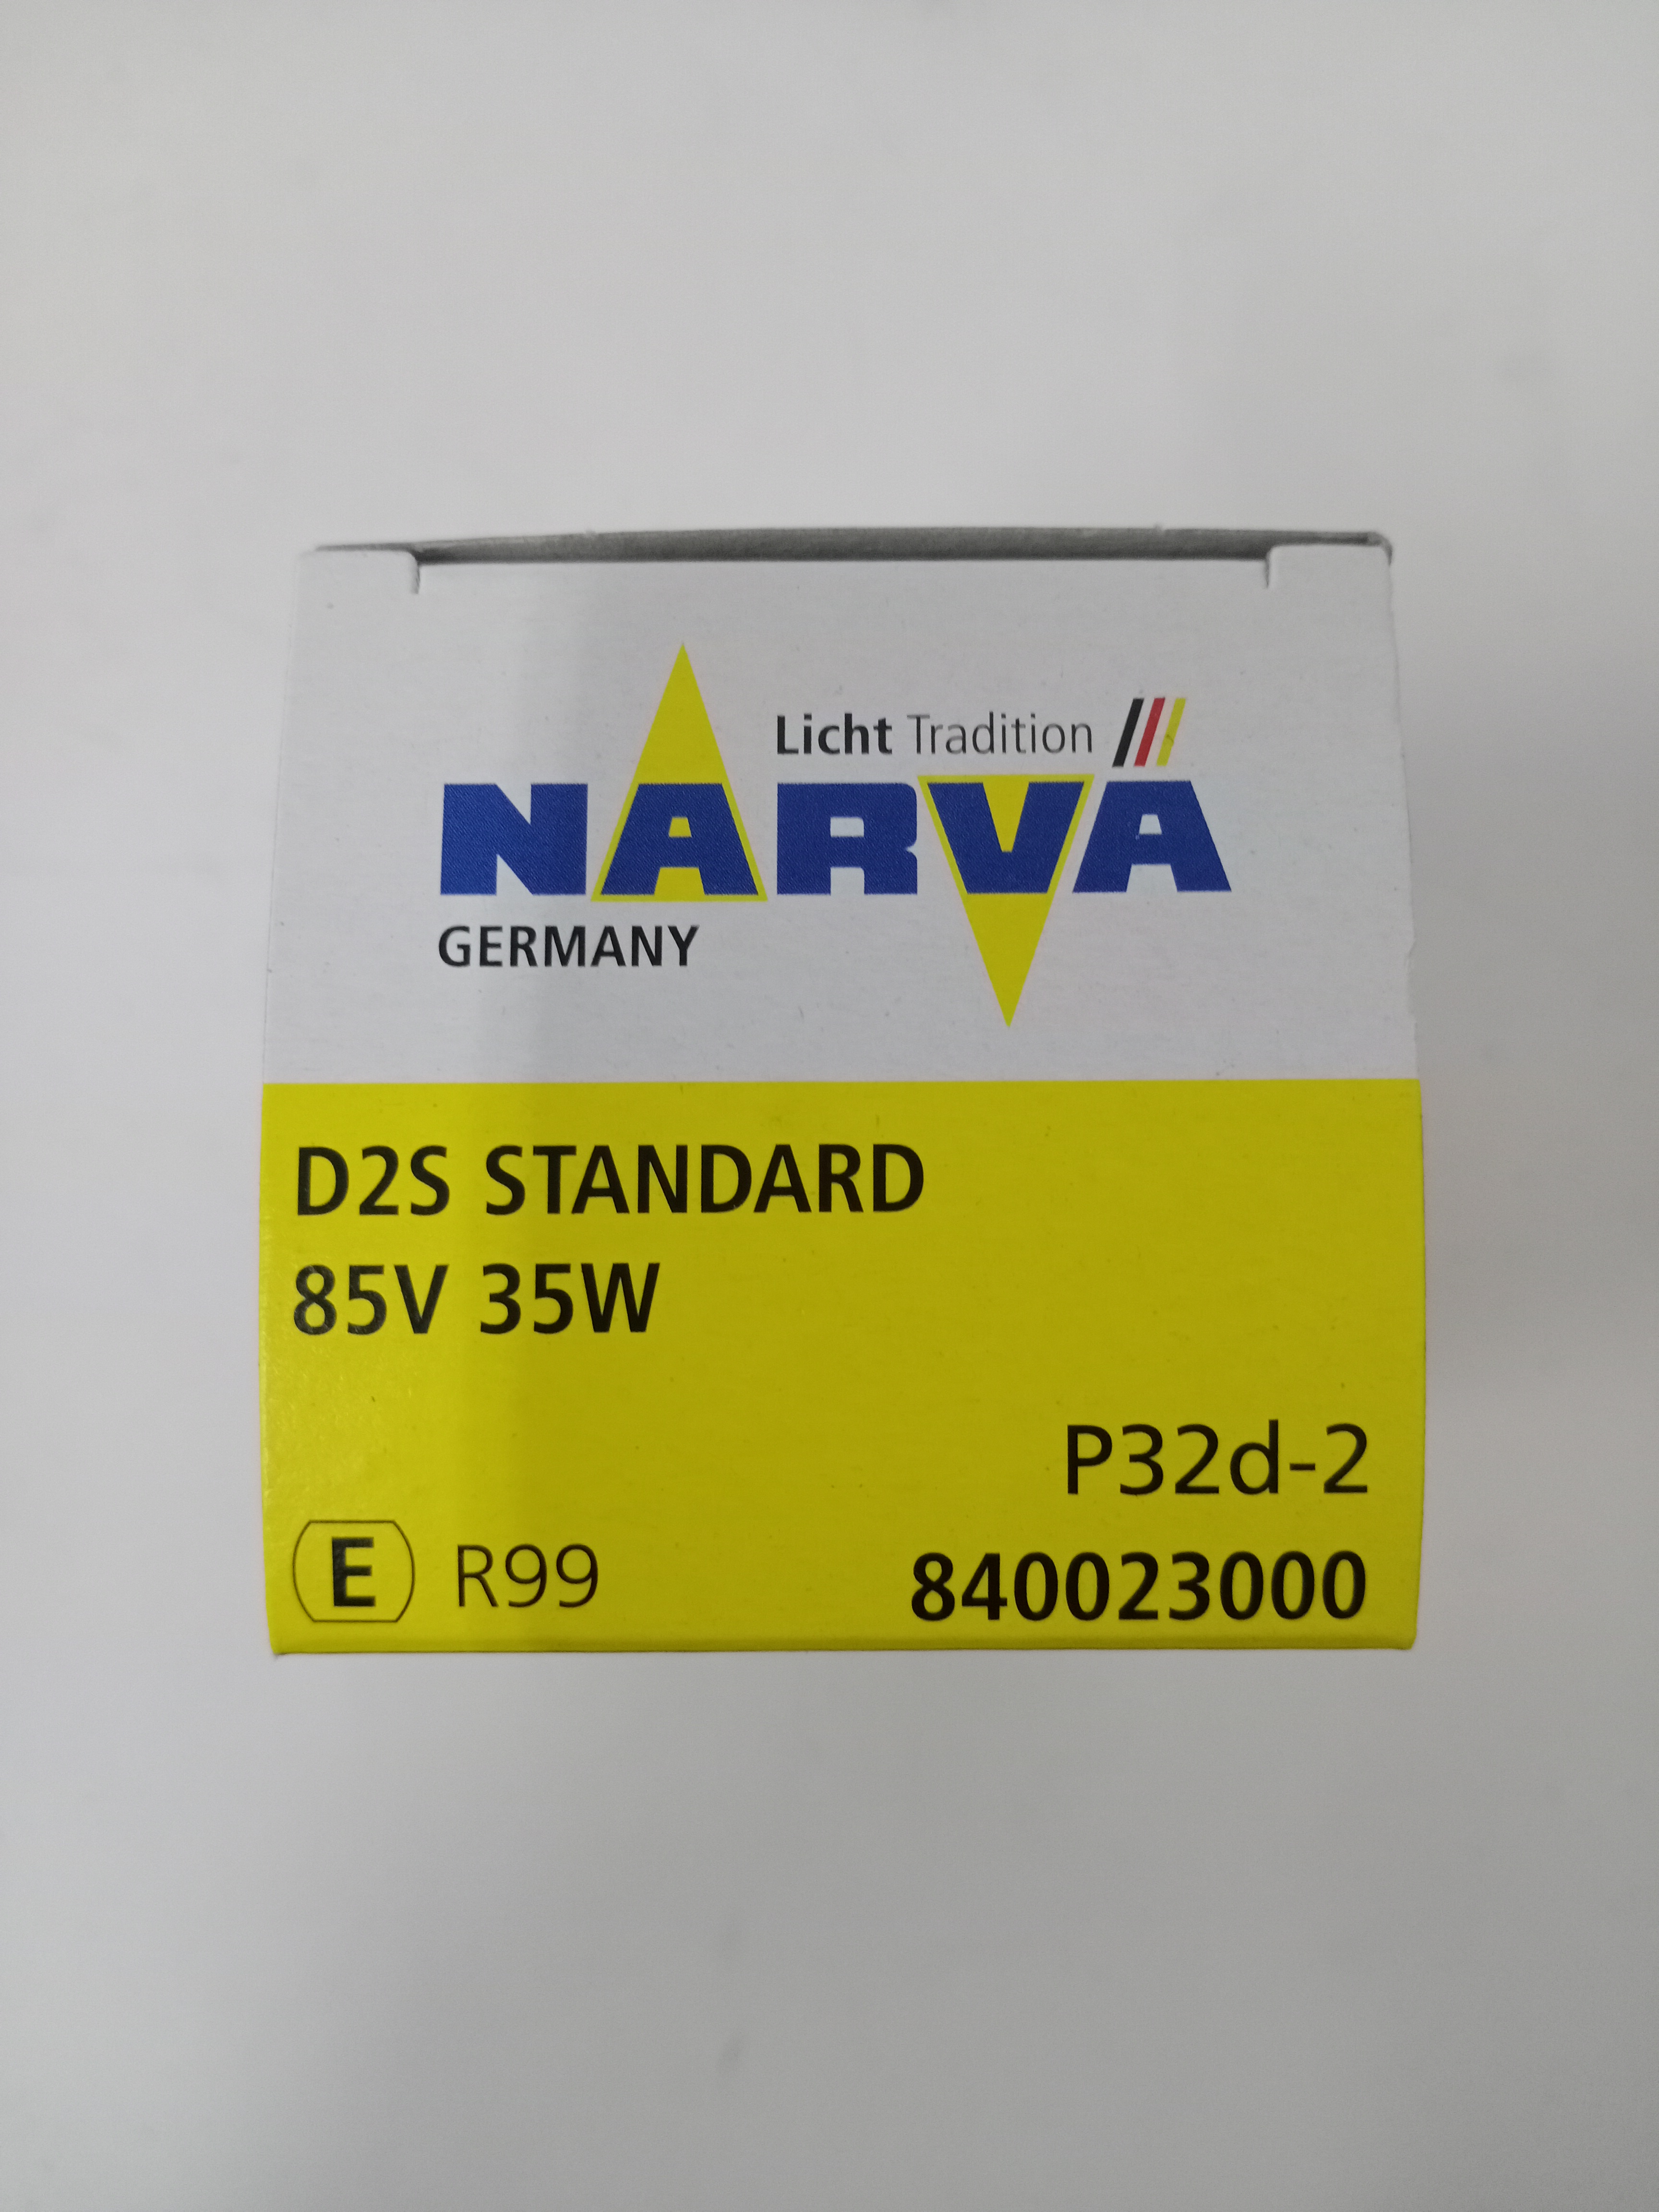 Licht Tradition
NARVA
GERMANY
D2S STANDARD
85V 35W
P32d-2
E R99
840023000